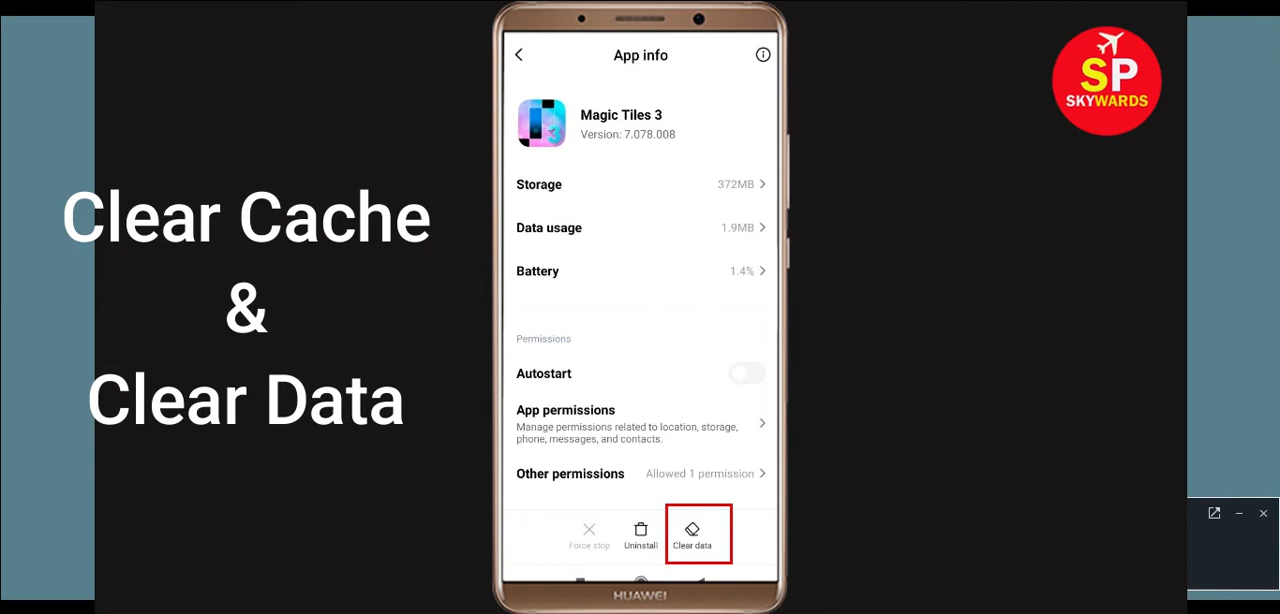 App info
SP
SKYWARDS
3
Magic Tiles 3
Version: 7.078.008
Storage 372MB
Data usage 1.9MB
Battery 1.4%
Clear Cache
&
Clear Data
Permissions
Autostart
App permissions
Manage permissions related to location, storage,
phone, messages, and contacts.
Other permissions Allowed 1 permission
Force stop Uninstall Clear data
HUAWEI